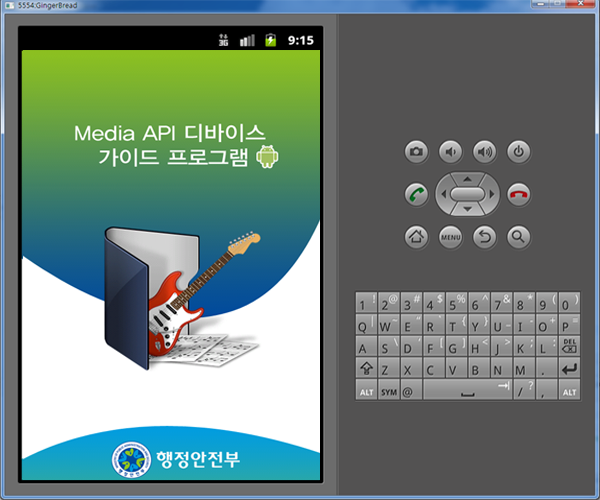 5554:GingerBread
3G 9:15
Media API 디바이스
가이드 프로그램
행정안전부
MENU
1 ! 2 @ 3 # 4 $ 5 % 6 ^ 7 & 8 * 9 ( 0 )
Q | W ~ E " R ` T { Y } U _ I - O + P =
A S \ D ' F [ G ] H < J > K ; L : DEL
Z X C V B N M .
ALT SYM @ / ? , ALT